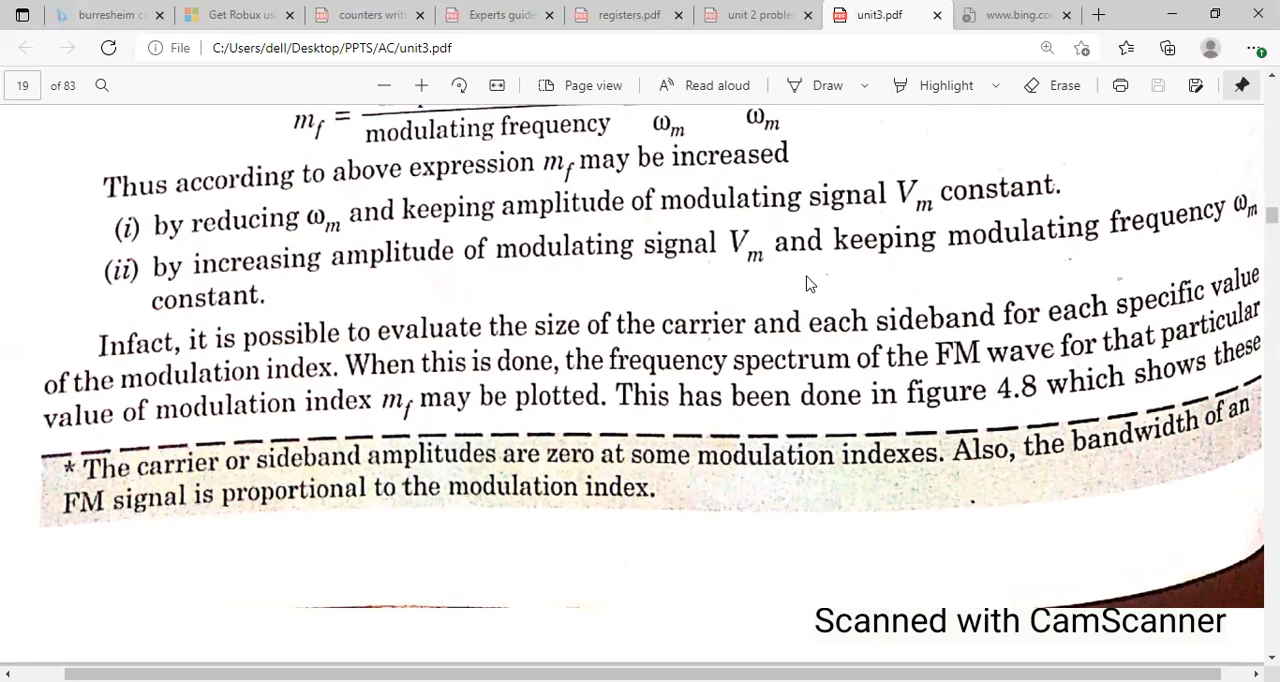 burresheim c
Get Robux us
counters writ
Experts guide
registers.pdf
unit 2 proble
unit3.pdf
www.bing.co
File
C:/Users/dell/Desktop/PPTS/AC/unit3.pdf
19 of 83
Page view
Read aloud
Draw
Highlight
Erase
m_f = modulating frequency ω_m ω_m
Thus according to above expression m_f may be increased
(i) by reducing ω_m and keeping amplitude of modulating signal V_m constant.
(ii) by increasing amplitude of modulating signal V_m and keeping modulating frequency ω_m
constant.
Infact, it is possible to evaluate the size of the carrier and each sideband for each specific value
of the modulation index. When this is done, the frequency spectrum of the FM wave for that particular
value of modulation index m_f may be plotted. This has been done in figure 4.8 which shows these
* The carrier or sideband amplitudes are zero at some modulation indexes. Also, the bandwidth of an
FM signal is proportional to the modulation index.
Scanned with CamScanner